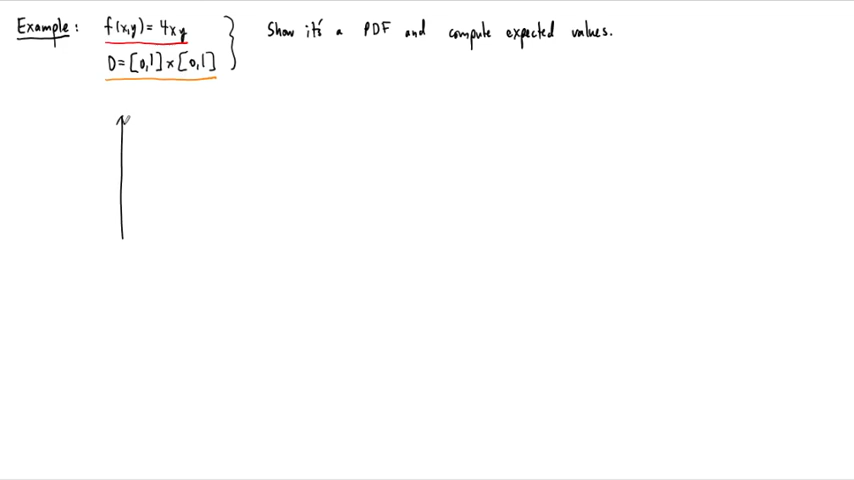 Example: f(x,y) = 4xy Show it's a PDF and compute expected values.
D = [0,1] × [0,1]